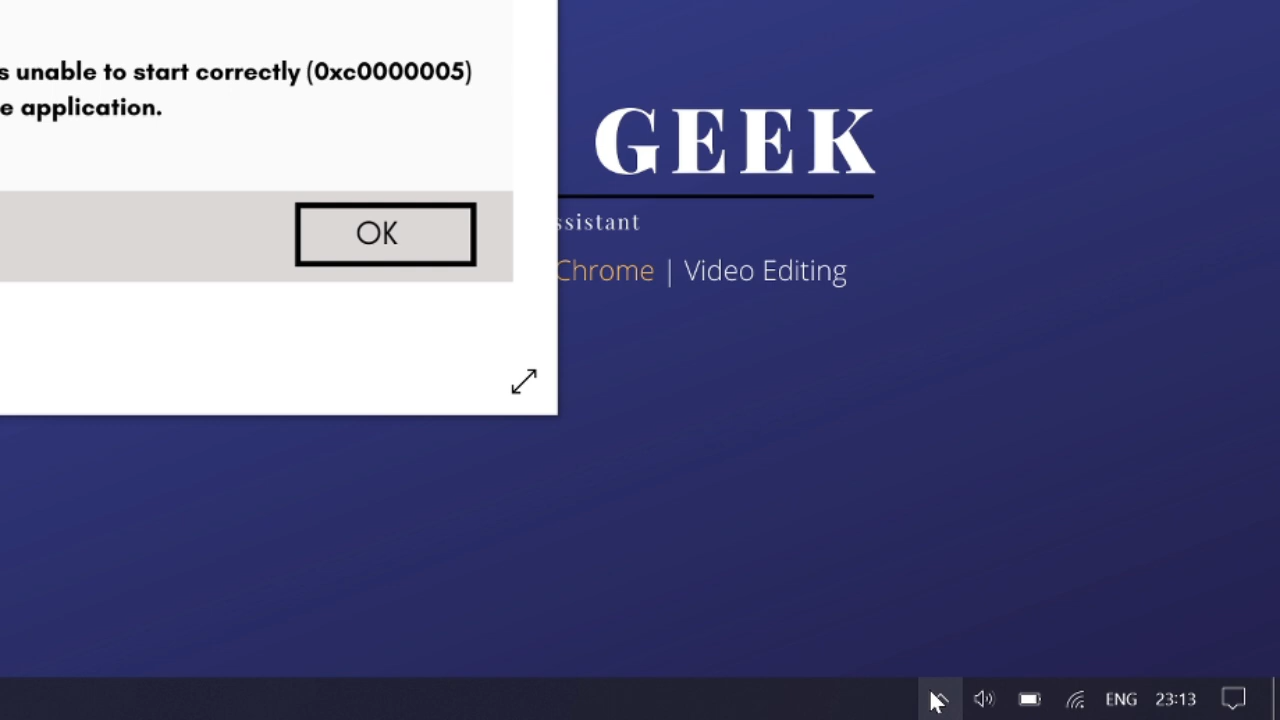 s unable to start correctly (0xc0000005)
e application.
OK
GEEK
ssistant
Chrome | Video Editing
ENG 23:13